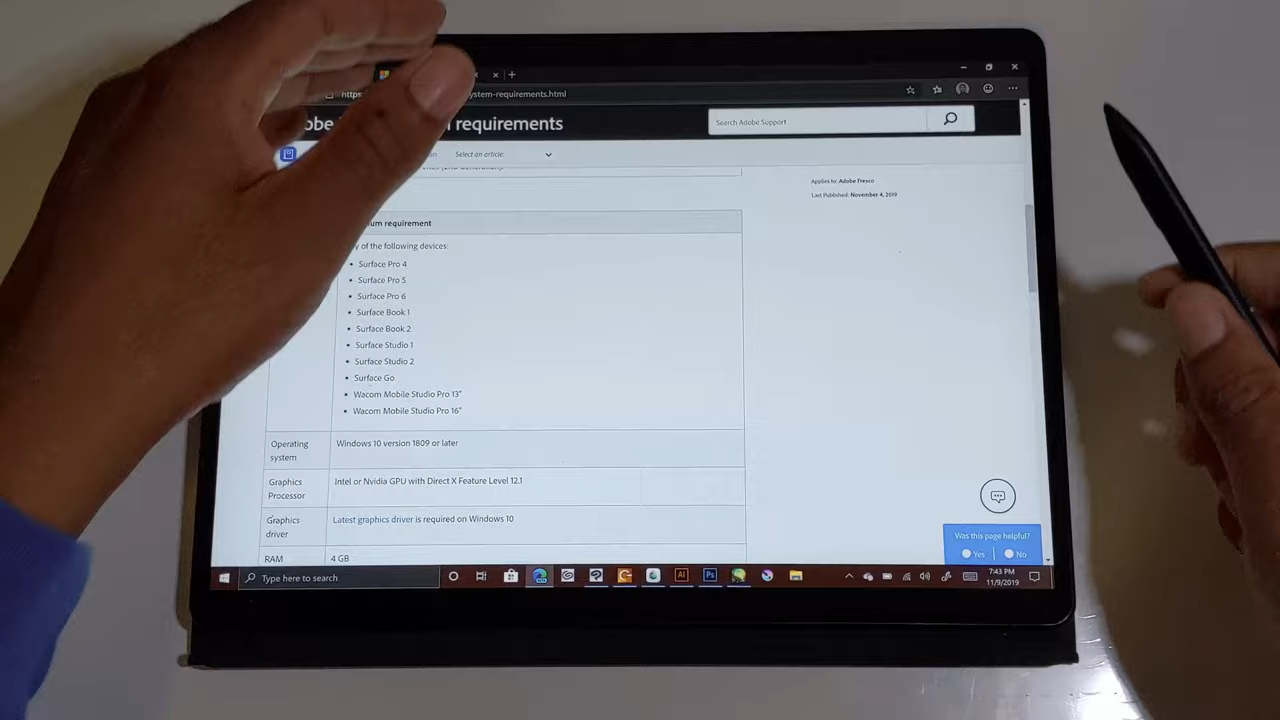 https
ystem-requirements.html
obe
requirements
Search Adobe Support
Select an article:
Applies to: Adobe Fresco
Last Published: November 4, 2019
um requirement
y of the following devices:
• Surface Pro 4
• Surface Pro 5
• Surface Pro 6
• Surface Book 1
• Surface Book 2
• Surface Studio 1
• Surface Studio 2
• Surface Go
• Wacom Mobile Studio Pro 13"
• Wacom Mobile Studio Pro 16"
Operating system
Windows 10 version 1809 or later
Graphics Processor
Intel or Nvidia GPU with Direct X Feature Level 12.1
Graphics driver
Latest graphics driver is required on Windows 10
RAM
4 GB
Was this page helpful?
Yes
No
Type here to search
Ai
Ps
7:43 PM
11/9/2019